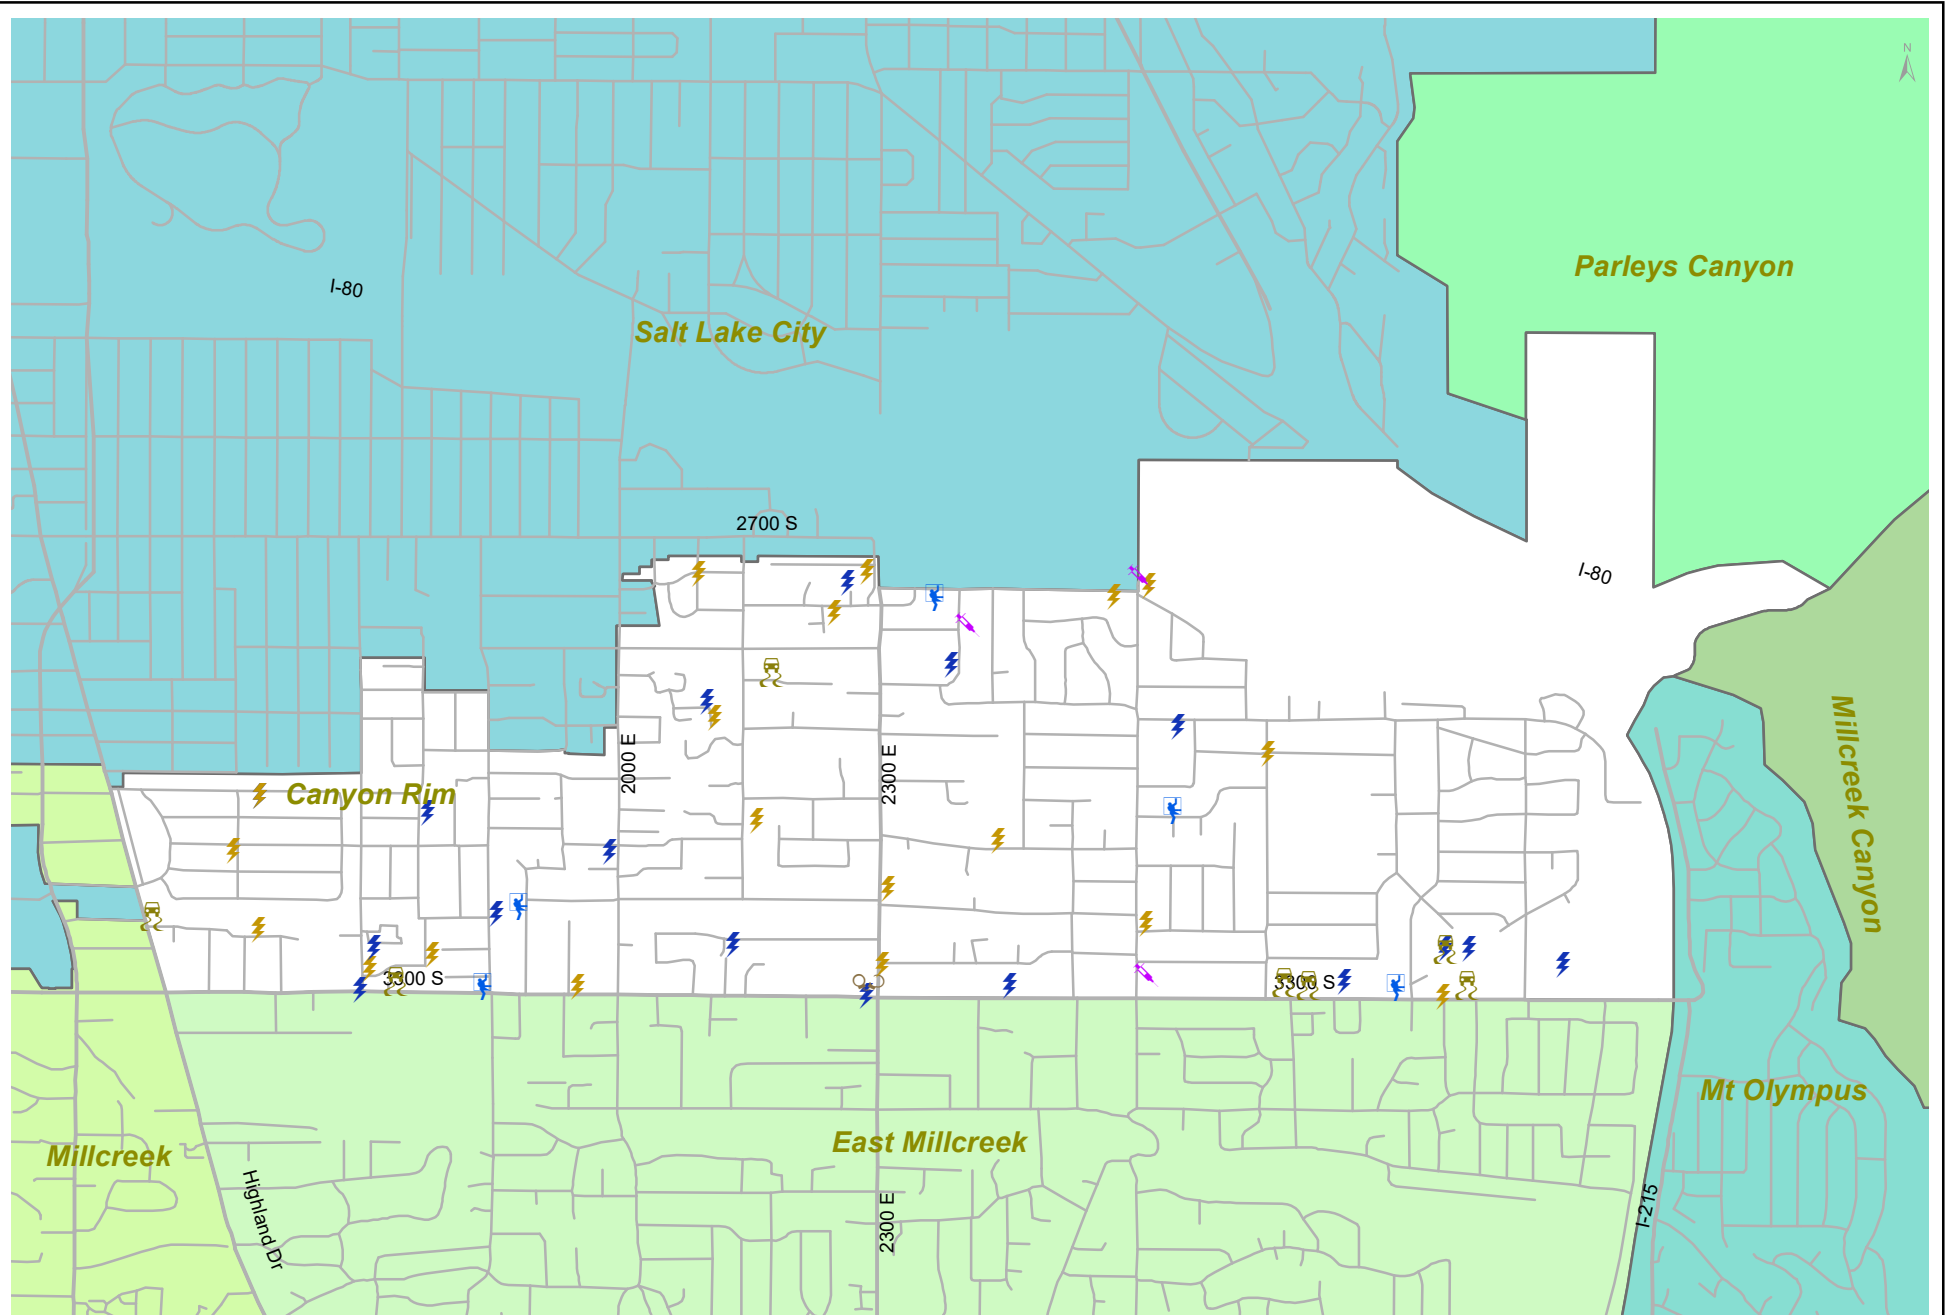 N
Parleys Canyon
I-80
Salt Lake City
2700 S
I-80
2000 E
2300 E
Canyon Rim
Millcreek Canyon
3300 S
3300 S
Mt Olympus
East Millcreek
Millcreek
Highland Dr
2300 E
I-215